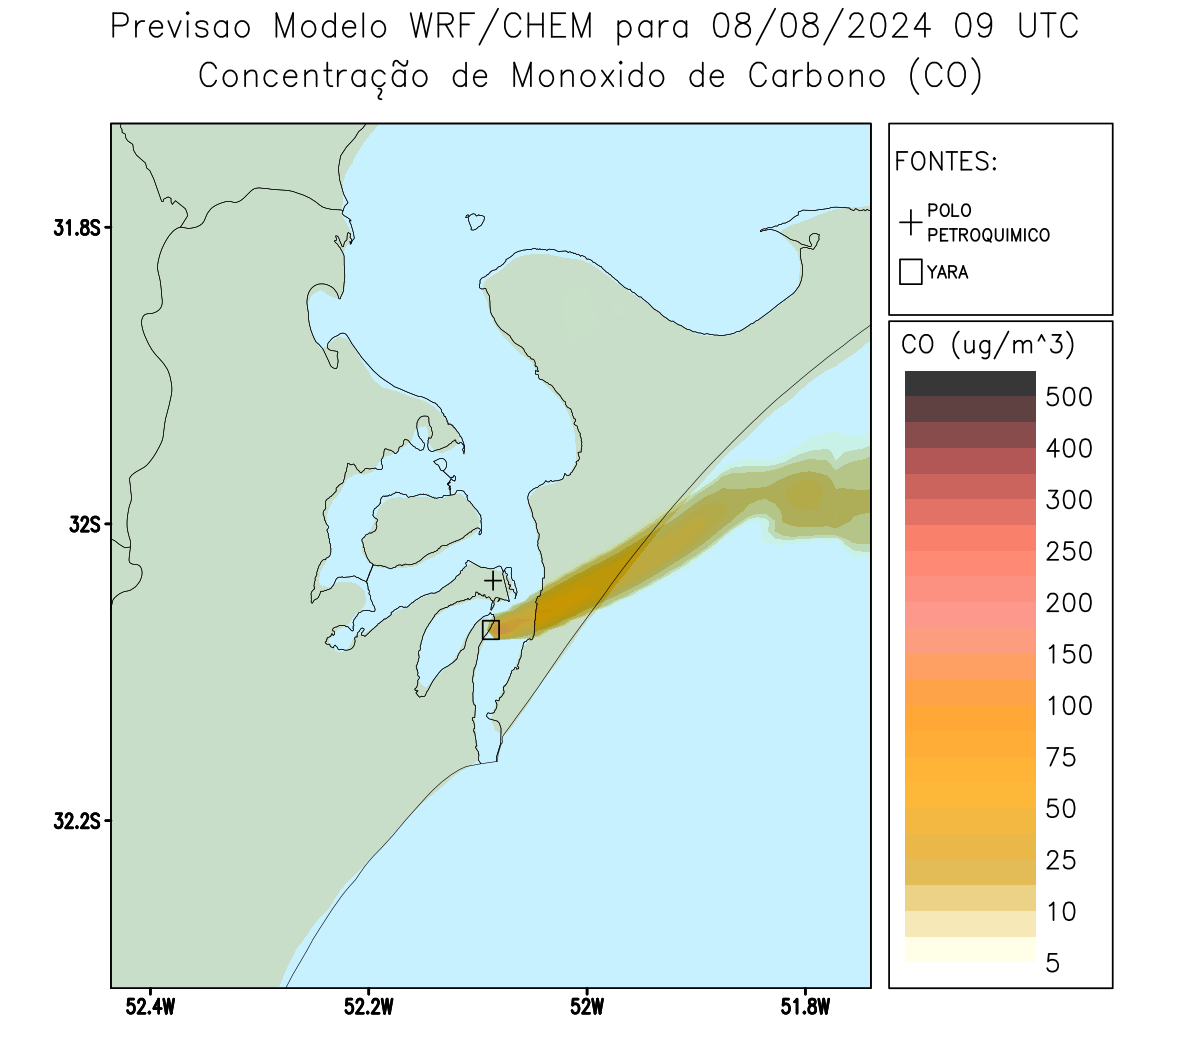 Previsao Modelo WRF/CHEM para 08/08/2024 09 UTC
Concentração de Monoxido de Carbono (CO)
FONTES:
POLO
PETROQUIMICO
YARA
CO (ug/m^3)
500
400
300
250
200
150
100
75
50
25
10
5
31.8S
32S
32.2S
52.4W
52.2W
52W
51.8W